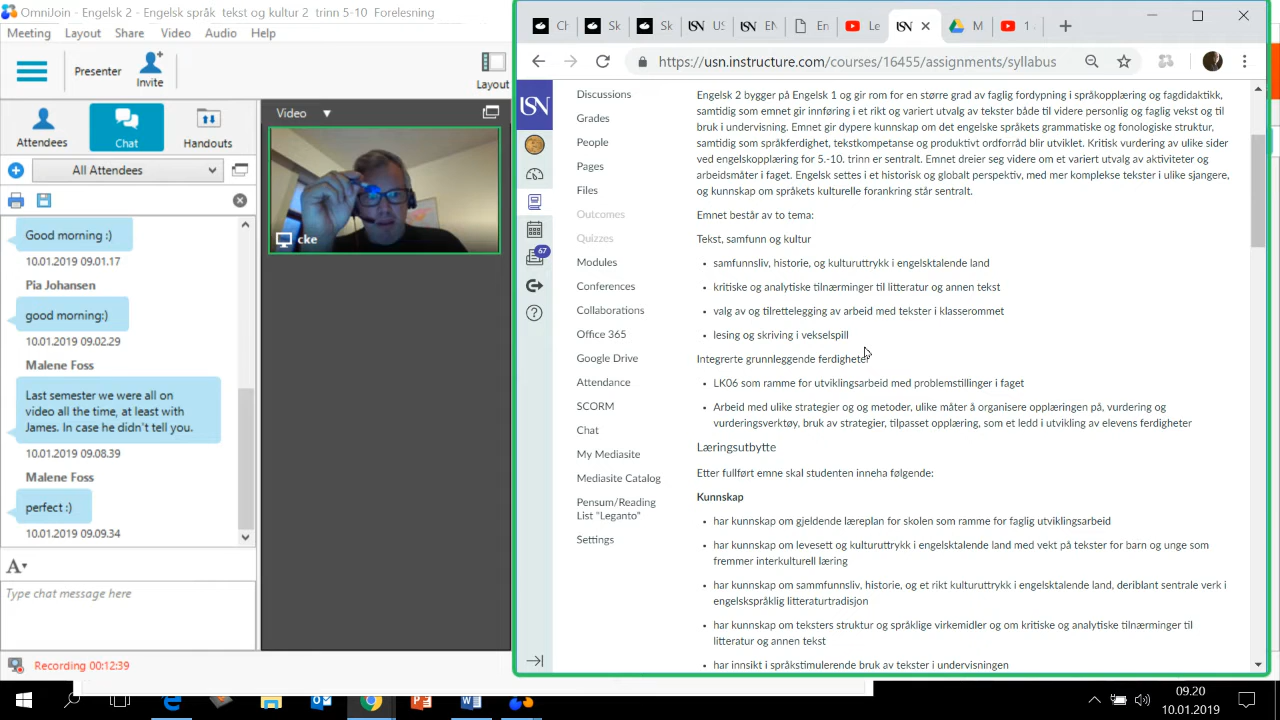 OmniJoin - Engelsk 2 - Engelsk språk tekst og kultur 2 trinn 5-10 Forelesning
Meeting Layout Share Video Audio Help
Presenter
Invite
Layout
Attendees
Chat
Handouts
All Attendees
Good morning :)
10.01.2019 09.01.17
Pia Johansen
good morning:)
10.01.2019 09.02.29
Malene Foss
Last semester we were all on
video all the time, at least with
James. In case he didn't tell you.
10.01.2019 09.08.39
Malene Foss
perfect :)
10.01.2019 09.09.34
A
Type chat message here
Recording 00:12:39
Video
cke
Sk
Sk
USN
USN EN
En
Le
USN
M
1
https://usn.instructure.com/courses/16455/assignments/syllabus
USN
67
Discussions
Grades
People
Pages
Files
Outcomes
Quizzes
Modules
Conferences
Collaborations
Office 365
Google Drive
Attendance
SCORM
Chat
My Mediasite
Mediasite Catalog
Pensum/Reading
List "Leganto"
Settings
Engelsk 2 bygger på Engelsk 1 og gir rom for en større grad av faglig fordypning i språkopplæring og fagdidaktikk,
samtidig som emnet gir innføring i et rikt og variert utvalg av tekster både til videre personlig og faglig vekst og til
bruk i undervisning. Emnet gir dypere kunnskap om det engelske språkets grammatiske og fonologiske struktur,
samtidig som språkferdighet, tekstkompetanse og produktivt ordforråd blir utviklet. Kritisk vurdering av ulike sider
ved engelskopplæring for 5.-10. trinn er sentralt. Emnet dreier seg videre om et variert utvalg av aktiviteter og
arbeidsmåter i faget. Engelsk settes i et historisk og globalt perspektiv, med mer komplekse tekster i ulike sjangere,
og kunnskap om språkets kulturelle forankring står sentralt.
Emnet består av to tema:
Tekst, samfunn og kultur
samfunnsliv, historie, og kulturuttrykk i engelsktalende land
kritiske og analytiske tilnærminger til litteratur og annen tekst
valg av og tilrettelegging av arbeid med tekster i klasserommet
lesing og skriving i vekselspill
Integrerte grunnleggende ferdigheter
LK06 som ramme for utviklingsarbeid med problemstillinger i faget
Arbeid med ulike strategier og og metoder, ulike måter å organisere opplæringen på, vurdering og
vurderingsverktøy, bruk av strategier, tilpasset opplæring, som et ledd i utvikling av elevens ferdigheter
Læringsutbytte
Etter fullført emne skal studenten inneha følgende:
Kunnskap
har kunnskap om gjeldende læreplan for skolen som ramme for faglig utviklingsarbeid
har kunnskap om levesett og kulturuttrykk i engelsktalende land med vekt på tekster for barn og unge som
fremmer interkulturell læring
har kunnskap om sammfunnsliv, historie, og et rikt kulturuttrykk i engelsktalende land, deriblant sentrale verk i
engelskspråklig litteraturtradisjon
har kunnskap om teksters struktur og språklige virkemidler og om kritiske og analytiske tilnærminger til
litteratur og annen tekst
har innsikt i språkstimulerende bruk av tekster i undervisningen
09.20
10.01.2019